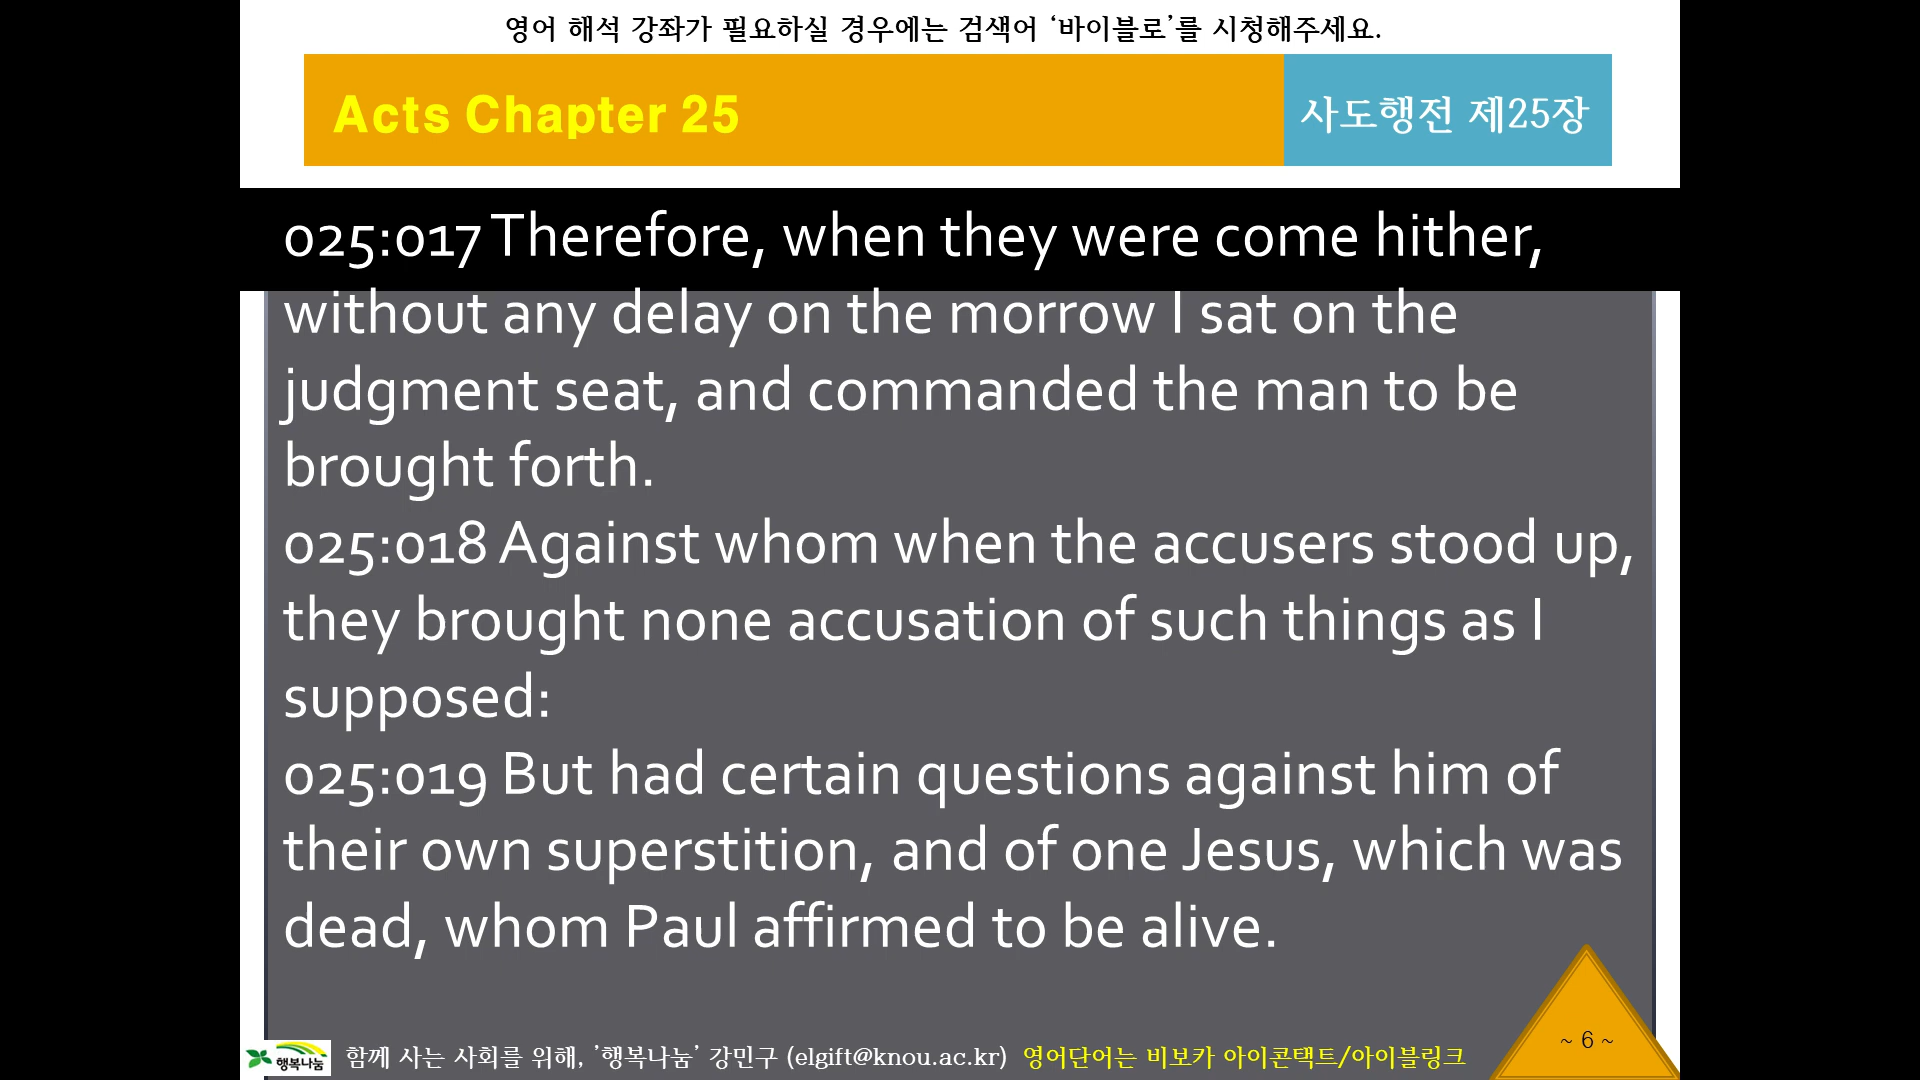 영어 해석 강좌가 필요하실 경우에는 검색어 ‘바이블로’를 시청해주세요.
Acts Chapter 25
사도행전 제25장
025:017 Therefore, when they were come hither,
without any delay on the morrow I sat on the
judgment seat, and commanded the man to be
brought forth.
025:018 Against whom when the accusers stood up,
they brought none accusation of such things as I
supposed:
025:019 But had certain questions against him of
their own superstition, and of one Jesus, which was
dead, whom Paul affirmed to be alive.
~ 6 ~
행복나눔
함께 사는 사회를 위해, ’행복나눔’ 강민구 (elgift@knou.ac.kr) 영어단어는 비보카 아이콘택트/아이블링크